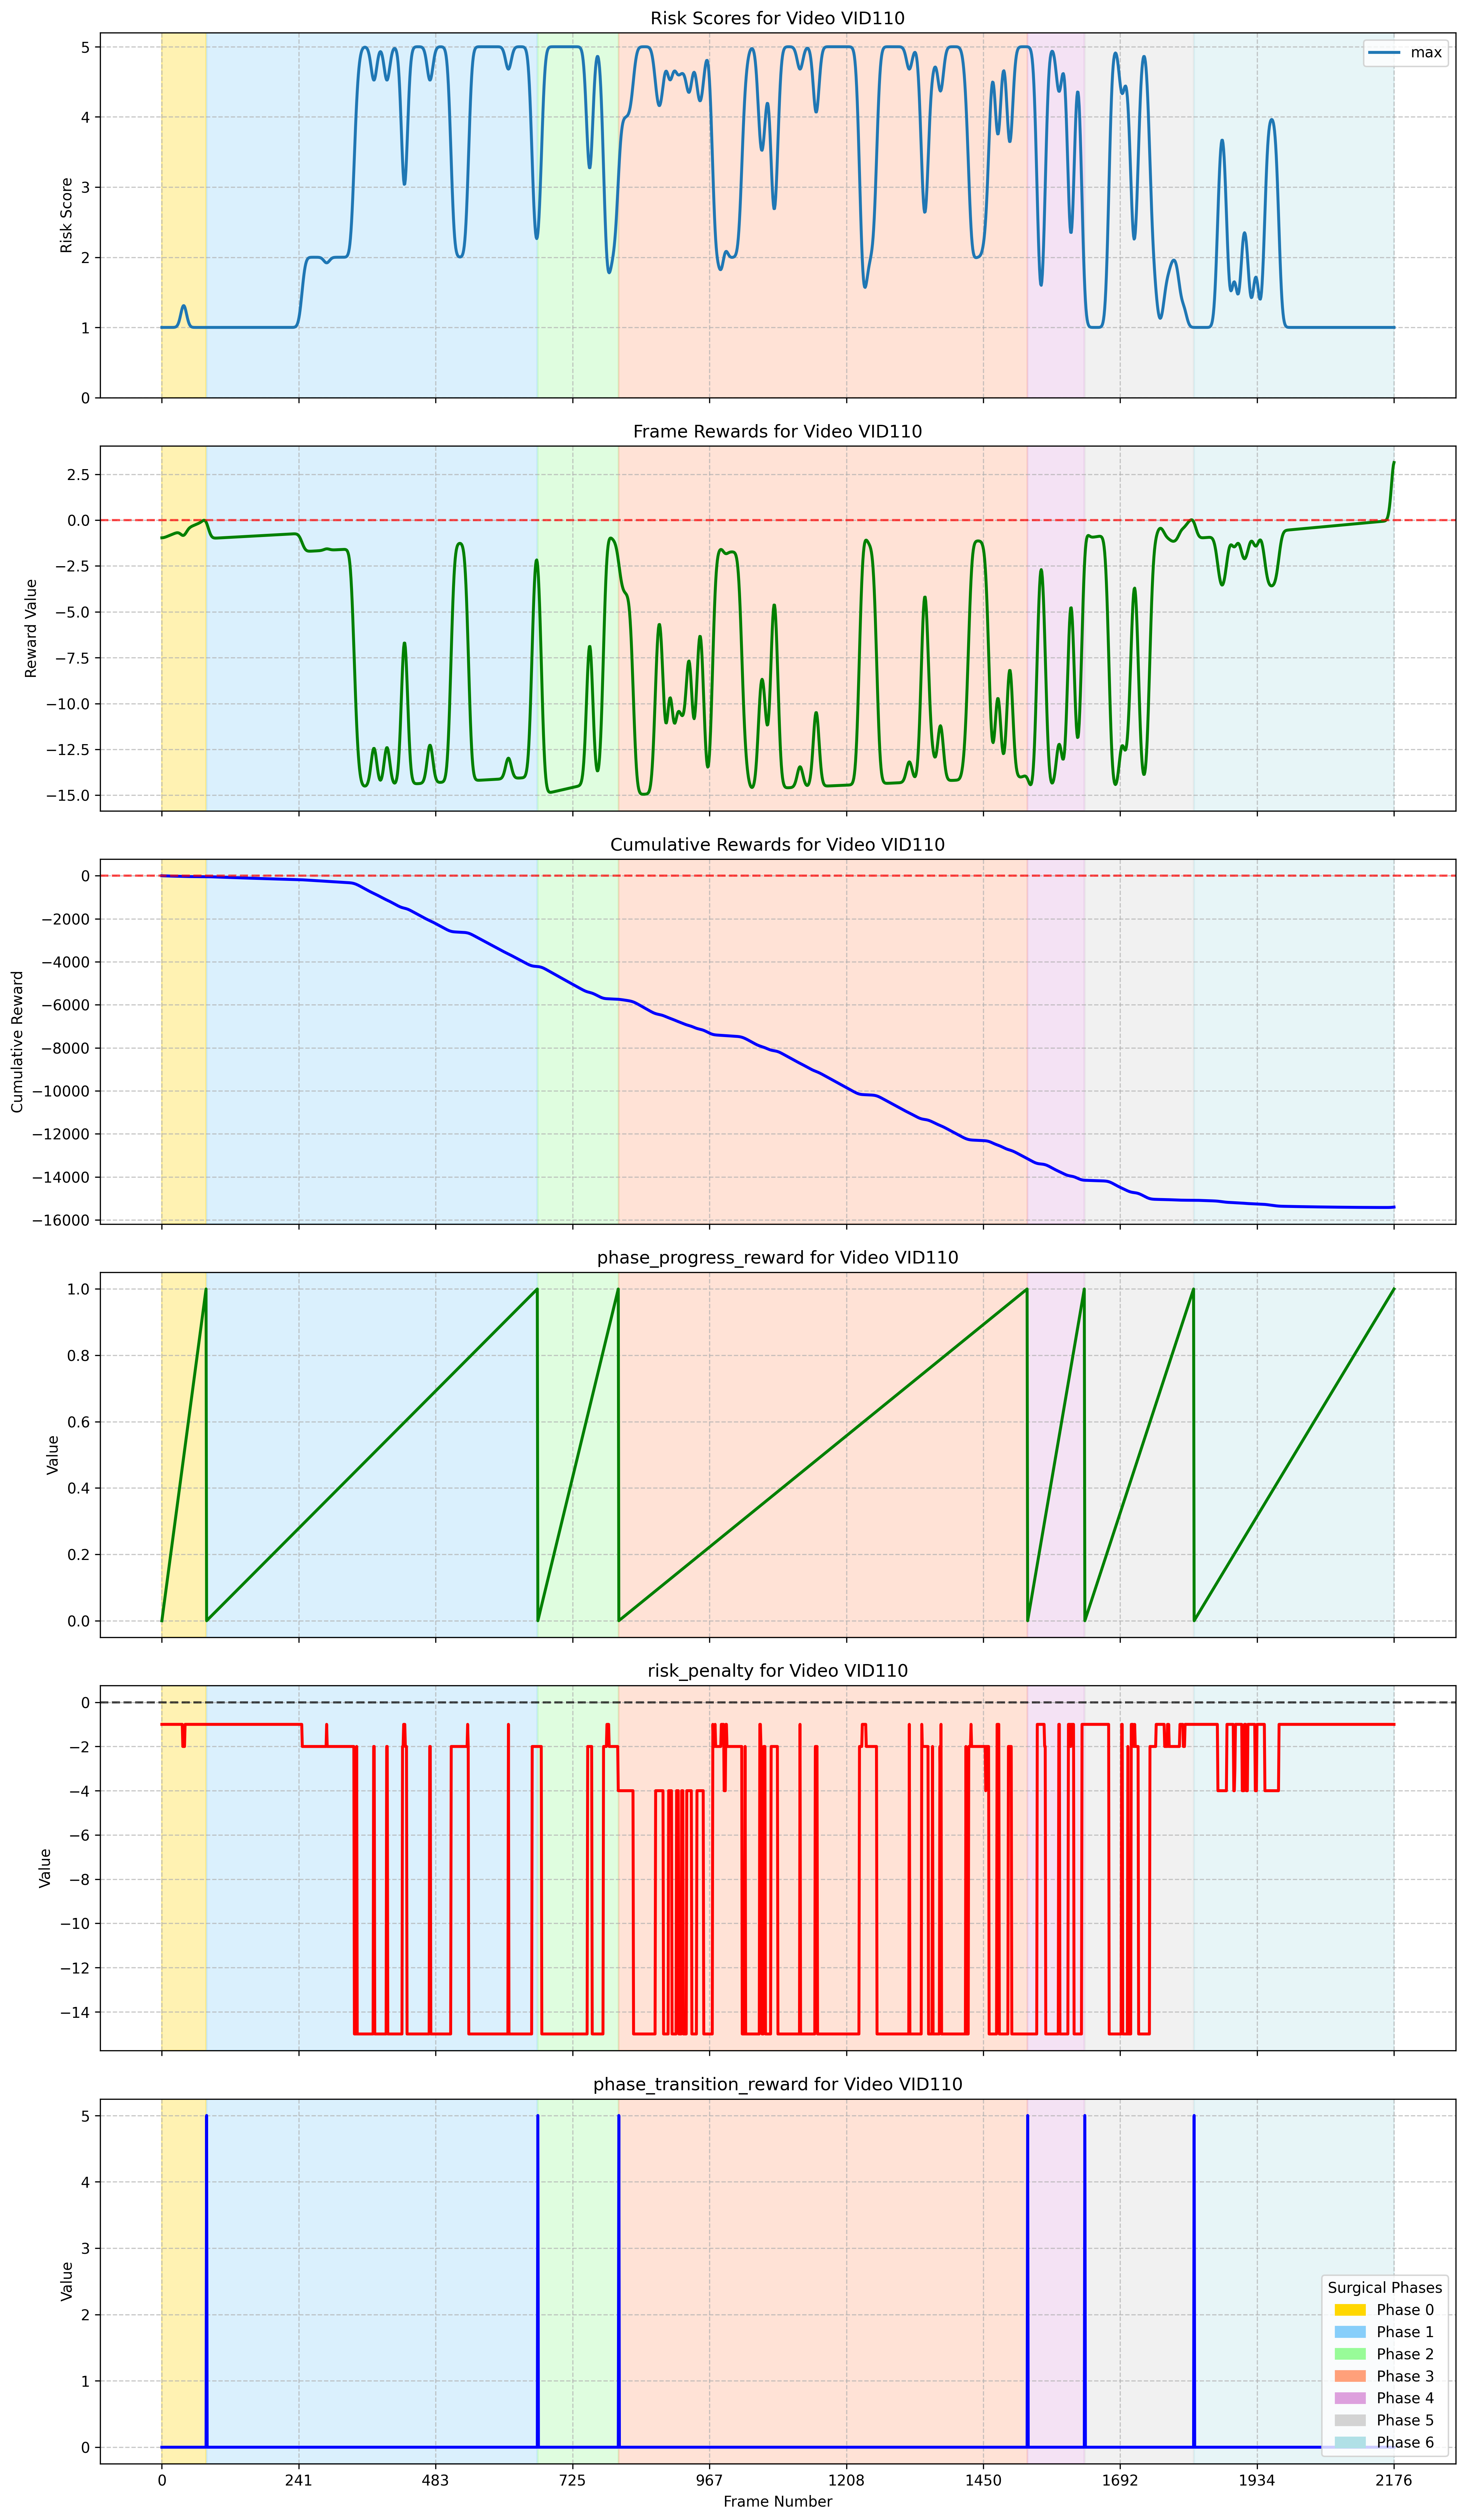 Risk Scores for Video VID110
5
4
3
2
1
0
Risk Score
max
Frame Rewards for Video VID110
2.5
0.0
−2.5
−5.0
−7.5
−10.0
−12.5
−15.0
Reward Value
Cumulative Rewards for Video VID110
0
−2000
−4000
−6000
−8000
−10000
−12000
−14000
−16000
Cumulative Reward
phase_progress_reward for Video VID110
1.0
0.8
0.6
0.4
0.2
0.0
Value
risk_penalty for Video VID110
0
−2
−4
−6
−8
−10
−12
−14
Value
phase_transition_reward for Video VID110
5
4
3
2
1
0
Value
Surgical Phases
Phase 0
Phase 1
Phase 2
Phase 3
Phase 4
Phase 5
Phase 6
0 241 483 725 967 1208 1450 1692 1934 2176
Frame Number